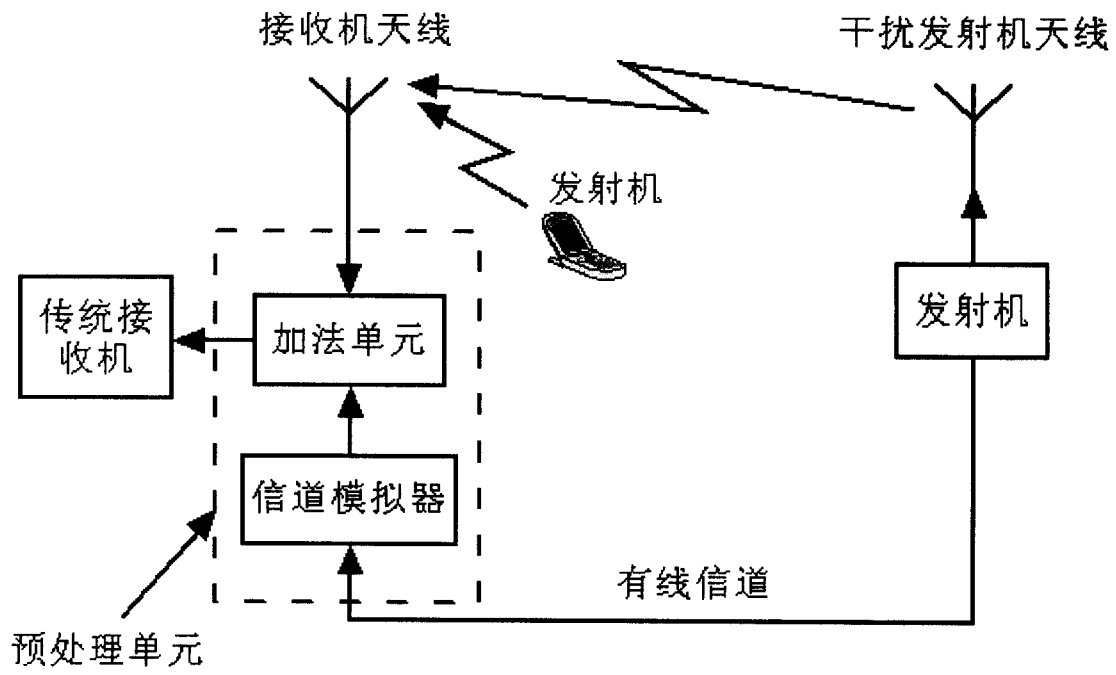 接收机天线
干扰发射机天线
发射机
发射机
传统接
收机
加法单元
信道模拟器
有线信道
预处理单元